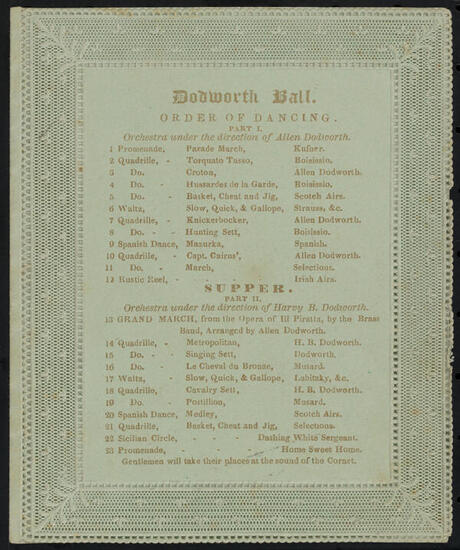 Dodworth Ball.
ORDER OF DANCING.
PART I.
Orchestra under the direction of Allen Dodworth.
1 Promenade, Parade March, Kufner.
2 Quadrille, - Torquato Tasso, Boisissio.
3 Do. Croton, Allen Dodworth.
4 Do. - Hussardes de la Garde, Boisissio.
5 Do. - Basket, Cheat and Jig, Scotch Airs.
6 Waltz, - Slow, Quick, & Gallope, Strauss, &c.
7 Quadrille, - Knickerbocker, Allen Dodworth.
8 Do. - - Hunting Sett, Boisissio.
9 Spanish Dance, Mazurka, Spanish.
10 Quadrille, - Capt. Cairns', Allen Dodworth.
11 Do. - March, Selections.
12 Rustic Reel, - - - - Irish Airs.
SUPPER.
PART II.
Orchestra under the direction of Harvy B. Dodworth.
13 GRAND MARCH, from the Opera of Ill Piratta, by the Brass
Band, Arranged by Allen Dodworth.
14 Quadrille, - Metropolitan, H. B. Dodworth.
15 Do. - - Singing Sett, Dodworth.
16 Do. - - Le Cheval du Bronze, Musard.
17 Waltz, - Slow, Quick, & Gallope, Labitzky, &c.
18 Quadrille, - Cavalry Sett, H. B. Dodworth.
19 Do. - Postillion, Musard.
20 Spanish Dance, Medley, Scotch Airs.
21 Quadrille, Basket, Cheat and Jig, Selections.
22 Sicilian Circle, - - - Dashing White Sergeant.
23 Promenade, - - - - Home Sweet Home.
Gentlemen will take their places at the sound of the Cornet.